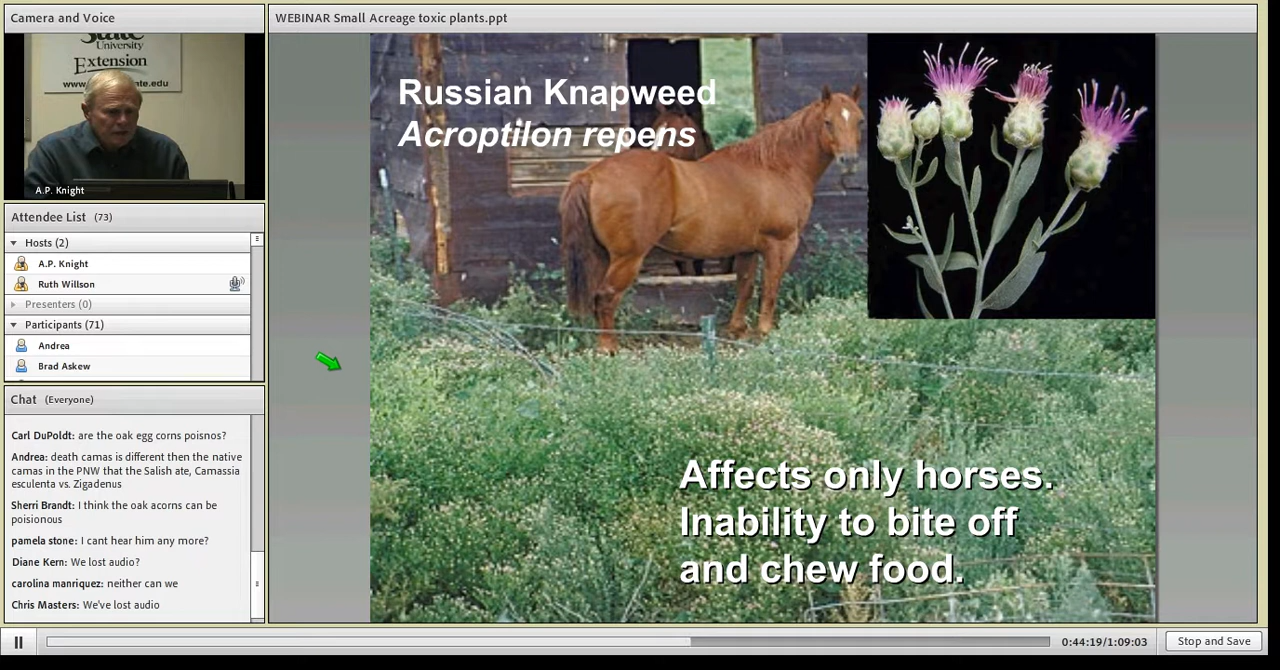 Camera and Voice
State
University
Extension
A.P. Knight
Attendee List (73)
Hosts (2)
A.P. Knight
Ruth Willson
Presenters (0)
Participants (71)
Andrea
Brad Askew
Chat (Everyone)
Carl DuPoldt: are the oak egg corns poisnos?
Andrea: death camas is different then the native
camas in the PNW that the Salish ate, Camassia
esculenta vs. Zigadenus
Sherri Brandt: I think the oak acorns can be
poisionous
pamela stone: I cant hear him any more?
Diane Kern: We lost audio?
carolina manriquez: neither can we
Chris Masters: We've lost audio
WEBINAR Small Acreage toxic plants.ppt
Russian Knapweed
Acroptilon repens
Affects only horses.
Inability to bite off
and chew food.
0:44:19/1:09:03
Stop and Save